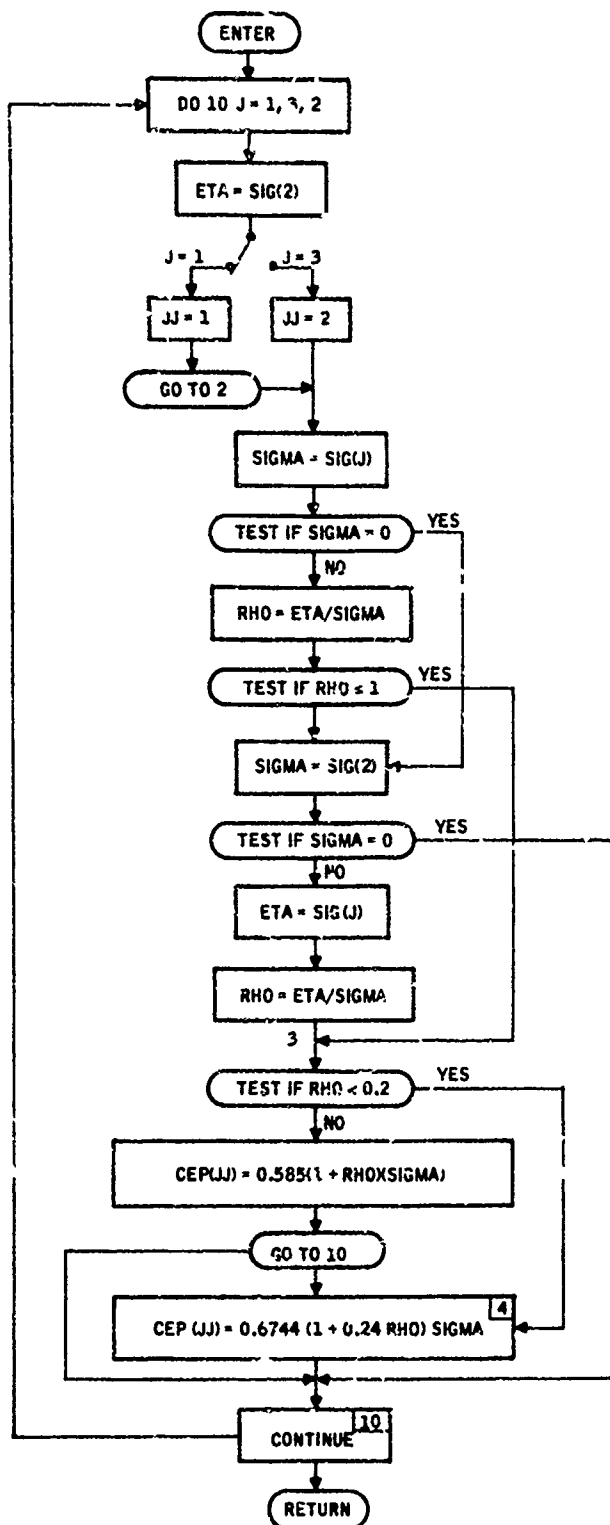 ENTER
DO 10 J = 1, 3, 2
ETA = SIG(2)
J = 1
J = 3
JJ = 1
JJ = 2
GO TO 2
SIGMA = SIG(J)
TEST IF SIGMA = 0
YES
NO
RHO = ETA/SIGMA
TEST IF RHO ≤ 1
YES
SIGMA = SIG(2)
TEST IF SIGMA = 0
YES
NO
ETA = SIG(J)
RHO = ETA/SIGMA
3
TEST IF RHO < 0.2
YES
NO
CEP(JJ) = 0.585(1 + RHOXSIGMA)
GO TO 10
4
CEP (JJ) = 0.6744 (1 + 0.24 RHO) SIGMA
10
CONTINUE
RETURN